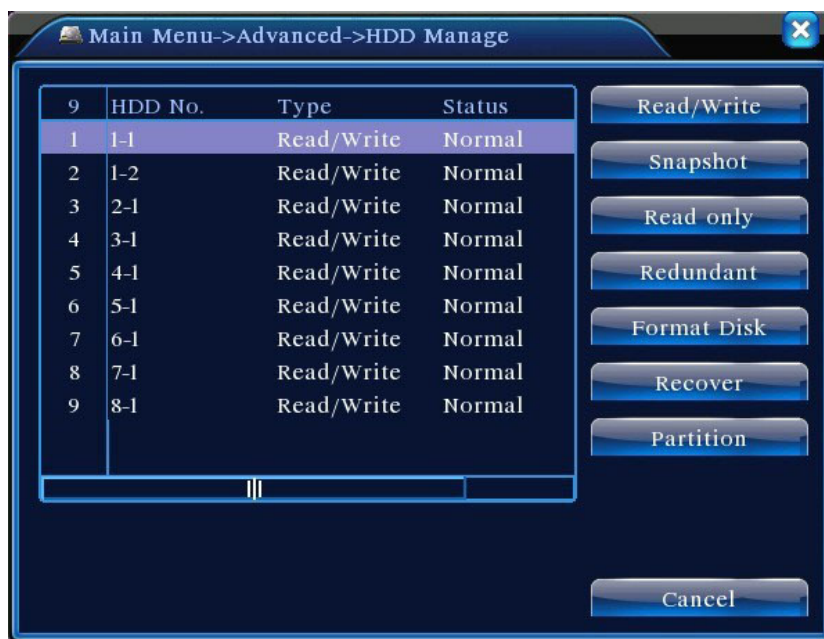 Main Menu->Advanced->HDD Manage
9 HDD No. Type Status
1 1-1 Read/Write Normal
2 1-2 Read/Write Normal
3 2-1 Read/Write Normal
4 3-1 Read/Write Normal
5 4-1 Read/Write Normal
6 5-1 Read/Write Normal
7 6-1 Read/Write Normal
8 7-1 Read/Write Normal
9 8-1 Read/Write Normal
Read/Write
Snapshot
Read only
Redundant
Format Disk
Recover
Partition
Cancel